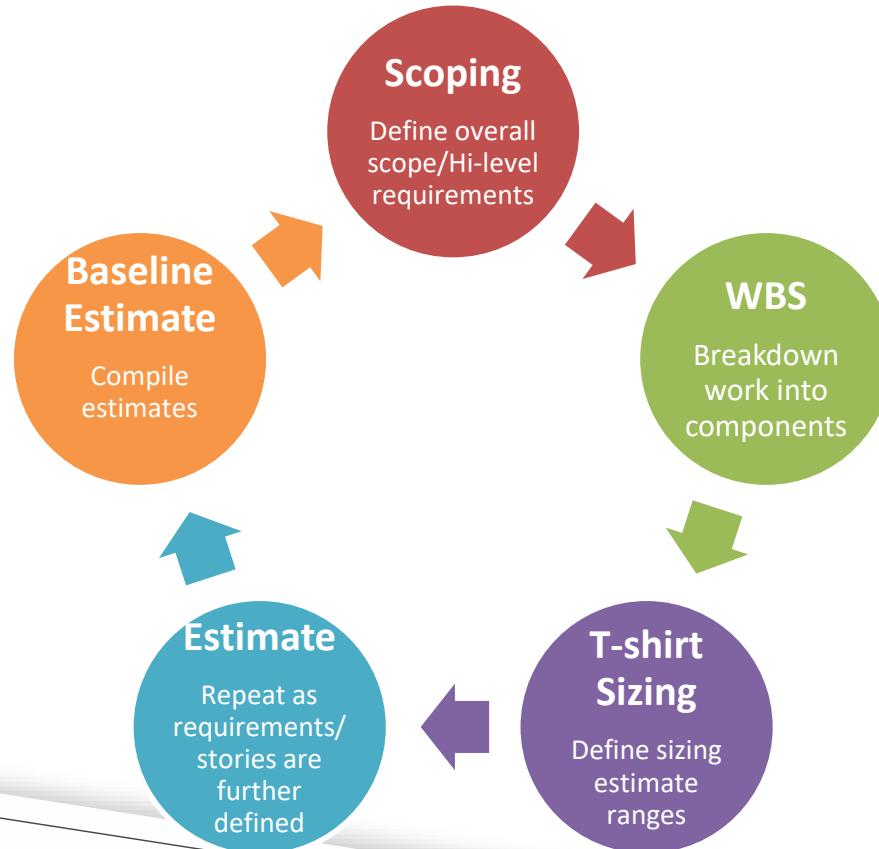 Scoping
Define overall
scope/Hi-level
requirements
WBS
Breakdown
work into
components
T-shirt
Sizing
Define sizing
estimate
ranges
Estimate
Repeat as
requirements/
stories are
further
defined
Baseline
Estimate
Compile
estimates